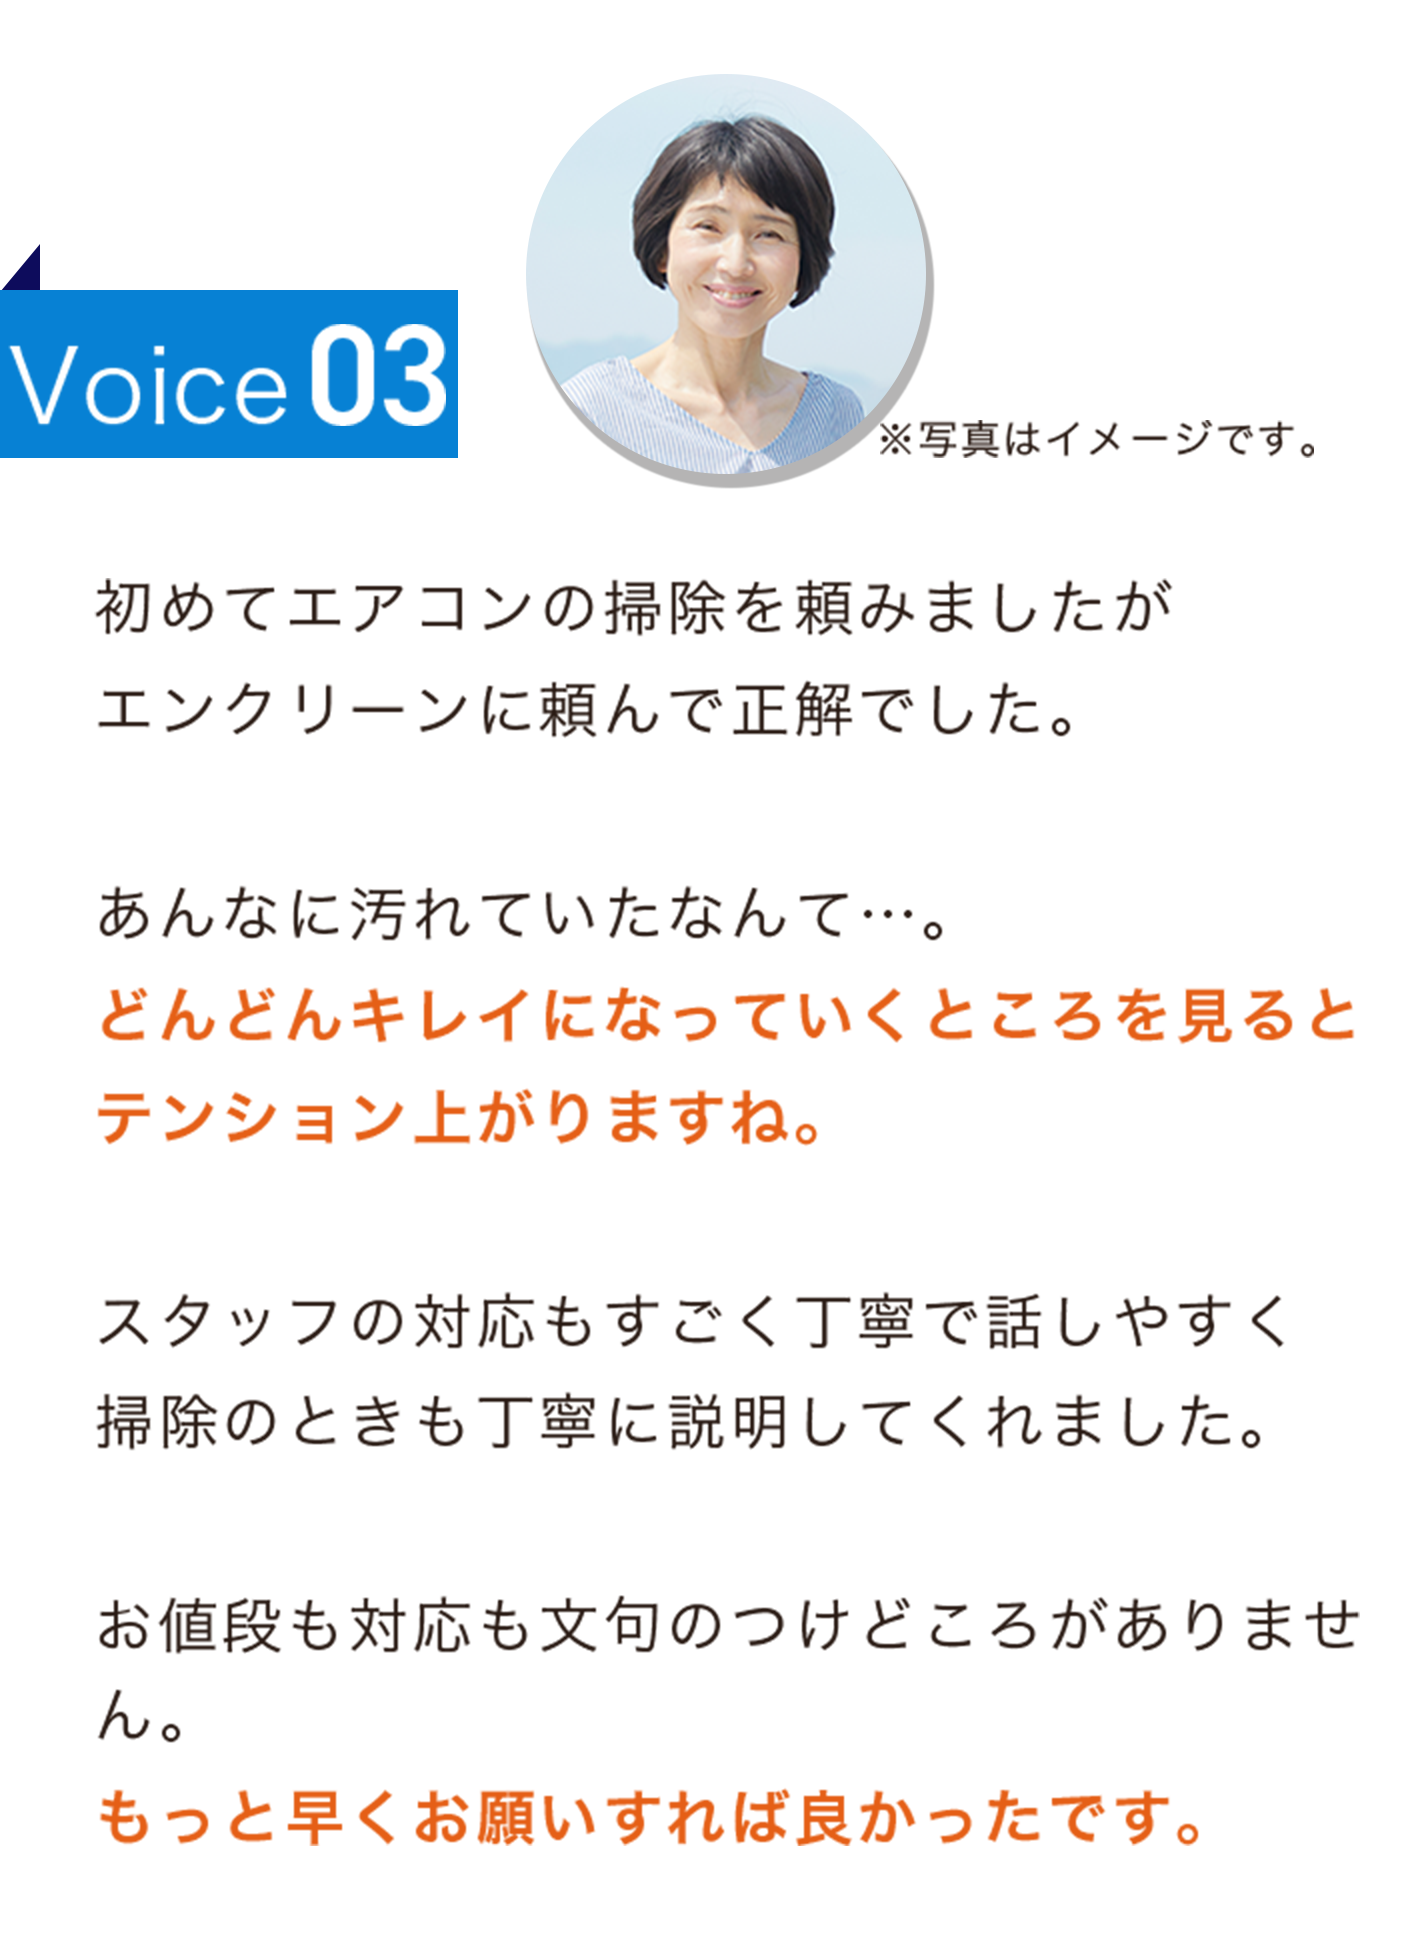 Voice 03
※写真はイメージです。
初めてエアコンの掃除を頼みましたが
エンクリーンに頼んで正解でした。
あんなに汚れていたなんて…。
どんどんキレイになっていくところを見ると
テンション上がりますね。
スタッフの対応もすごく丁寧で話しやすく
掃除のときも丁寧に説明してくれました。
お値段も対応も文句のつけどころがありませ
ん。
もっと早くお願いすれば良かったです。